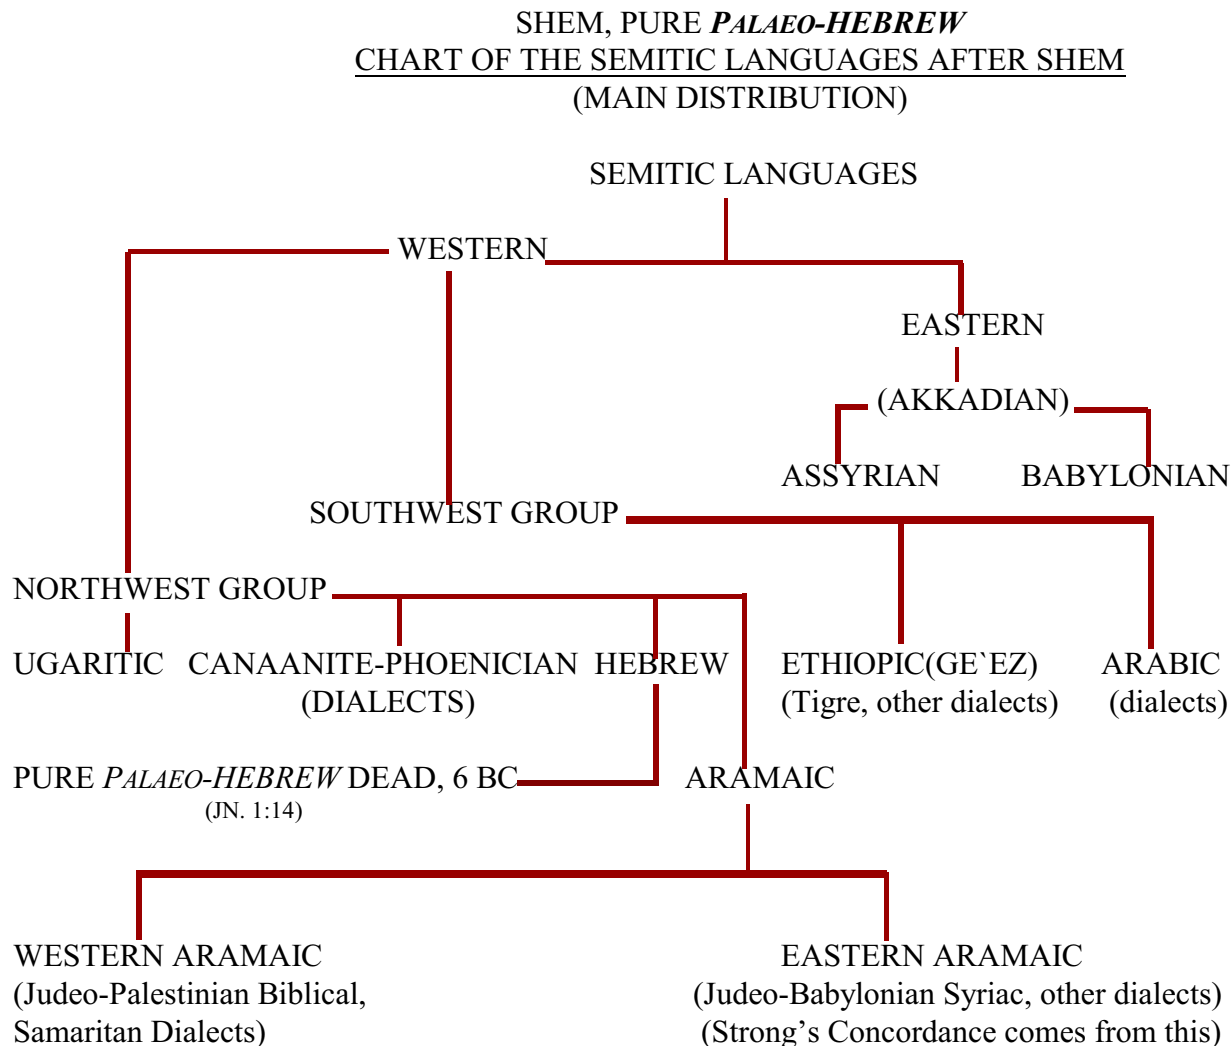 SHEM, PURE PALAEO-HEBREW
CHART OF THE SEMITIC LANGUAGES AFTER SHEM
(MAIN DISTRIBUTION)
SEMITIC LANGUAGES
WESTERN
EASTERN
(AKKADIAN)
ASSYRIAN BABYLONIAN
SOUTHWEST GROUP
NORTHWEST GROUP
UGARITIC CANAANITE-PHOENICIAN HEBREW ETHIOPIC(GE`EZ) ARABIC
(DIALECTS) (Tigre, other dialects) (dialects)
PURE PALAEO-HEBREW DEAD, 6 BC ARAMAIC
(JN. 1:14)
WESTERN ARAMAIC EASTERN ARAMAIC
(Judeo-Palestinian Biblical, (Judeo-Babylonian Syriac, other dialects)
Samaritan Dialects) (Strong’s Concordance comes from this)